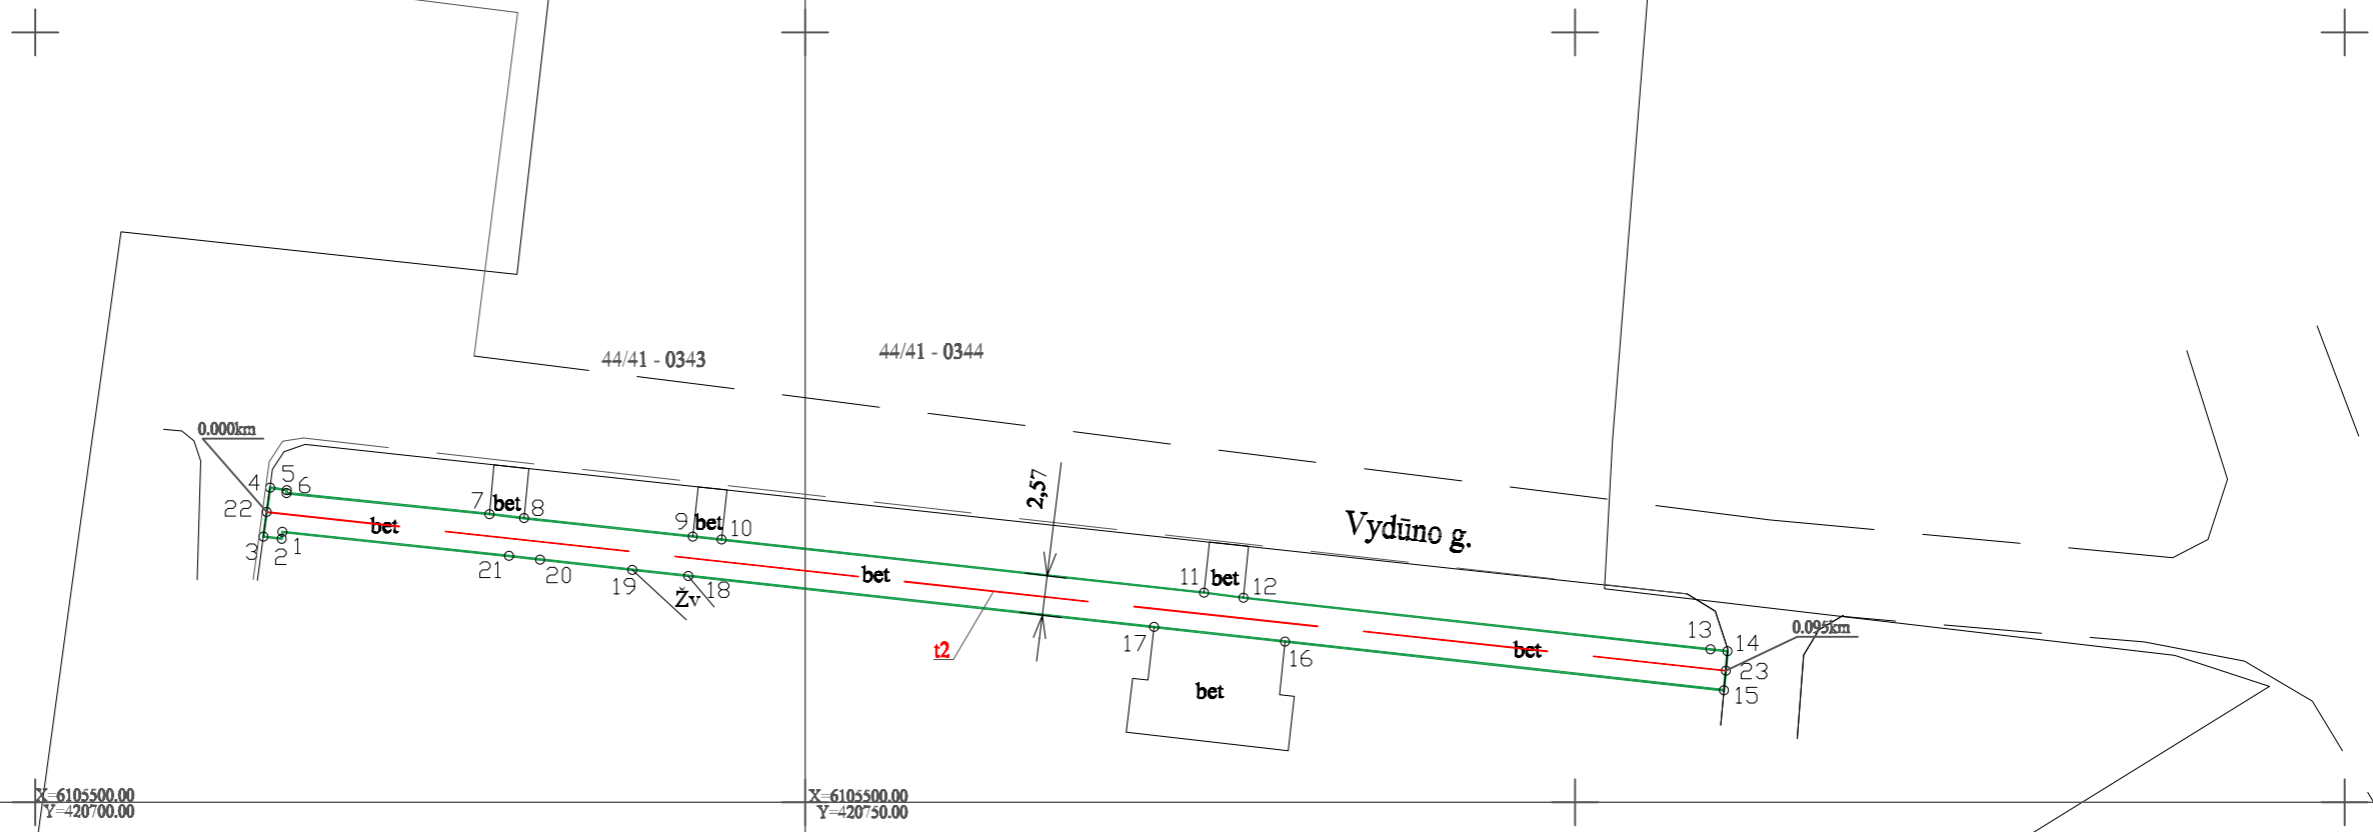 44/41 - 0343
44/41 - 0344
0.000km
4
5
6
22
3
2
1
bet
7
bet
8
9
bet
10
21
20
19
Žv
18
bet
2,57
t2
11
bet
12
Vydūno g.
17
16
bet
bet
13
14
0.095km
23
15
X=6105500.00
Y=420700.00
X=6105500.00
Y=420750.00